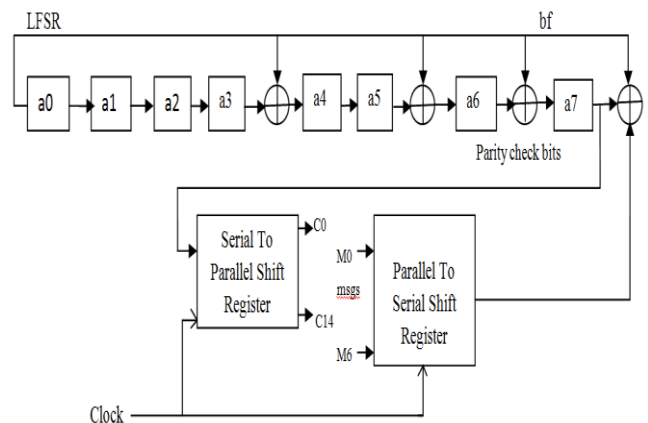 LFSR bf
a0 a1 a2 a3 a4 a5 a6 a7
Parity check bits
Serial To
Parallel Shift
Register
C0
C14
M0
msgs
M6
Parallel To
Serial Shift
Register
Clock